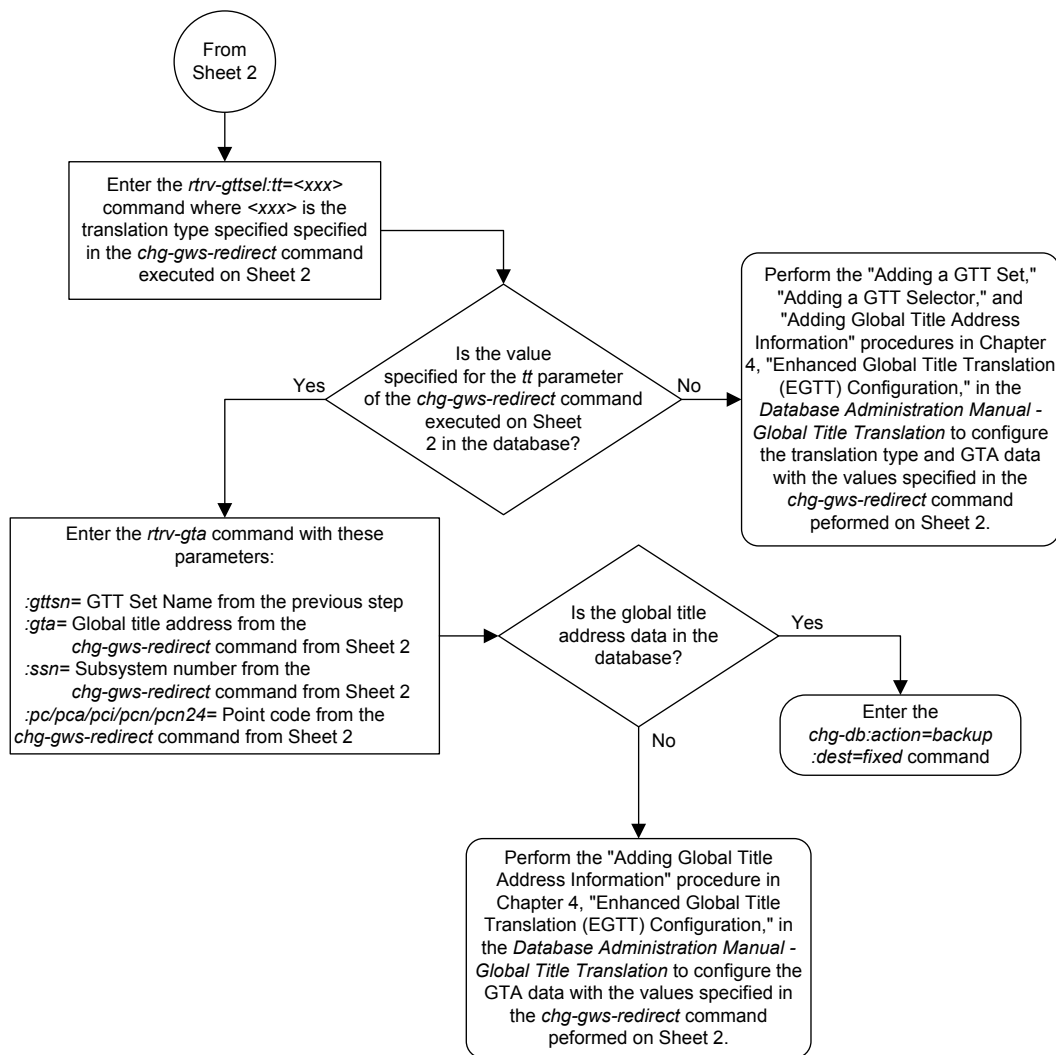 From
Sheet 2
Enter the rtrv-gttsel:tt=<xxx>
command where <xxx> is the
translation type specified specified
in the chg-gws-redirect command
executed on Sheet 2
Is the value
specified for the tt parameter
of the chg-gws-redirect command
executed on Sheet
2 in the database?
Yes
No
Perform the "Adding a GTT Set,"
"Adding a GTT Selector," and
"Adding Global Title Address
Information" procedures in Chapter
4, "Enhanced Global Title Translation
(EGTT) Configuration," in the
Database Administration Manual -
Global Title Translation to configure
the translation type and GTA data
with the values specified in the
chg-gws-redirect command
peformed on Sheet 2.
Enter the rtrv-gta command with these
parameters:
:gttsn= GTT Set Name from the previous step
:gta= Global title address from the
chg-gws-redirect command from Sheet 2
:ssn= Subsystem number from the
chg-gws-redirect command from Sheet 2
:pc/pca/pci/pcn/pcn24= Point code from the
chg-gws-redirect command from Sheet 2
Is the global title
address data in the
database?
Yes
No
Enter the
chg-db:action=backup
:dest=fixed command
Perform the "Adding Global Title
Address Information" procedure in
Chapter 4, "Enhanced Global Title
Translation (EGTT) Configuration," in
the Database Administration Manual -
Global Title Translation to configure the
GTA data with the values specified in
the chg-gws-redirect command
peformed on Sheet 2.